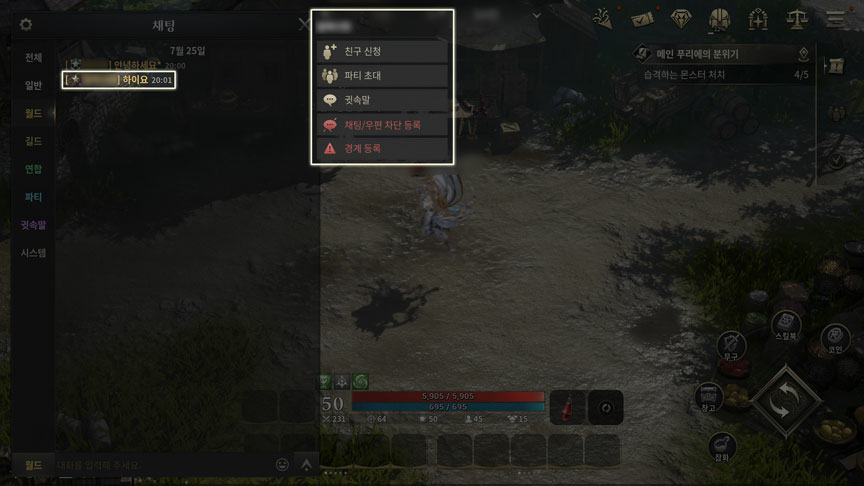 채팅
전체
일반
월드
길드
연합
파티
귓속말
시스템
7월 25일
안녕하세요* 20:00
| 하이요 20:01
친구 신청
파티 초대
귓속말
채팅/우편 차단 등록
경계 등록
메인 푸리에의 분위기
습격하는 몬스터 처치 4/5
무구
스킬북
코인
창고
잡화
50
5,905 / 5,905
695 / 695
231 64 50 45 15
월드 대화를 입력해 주세요.